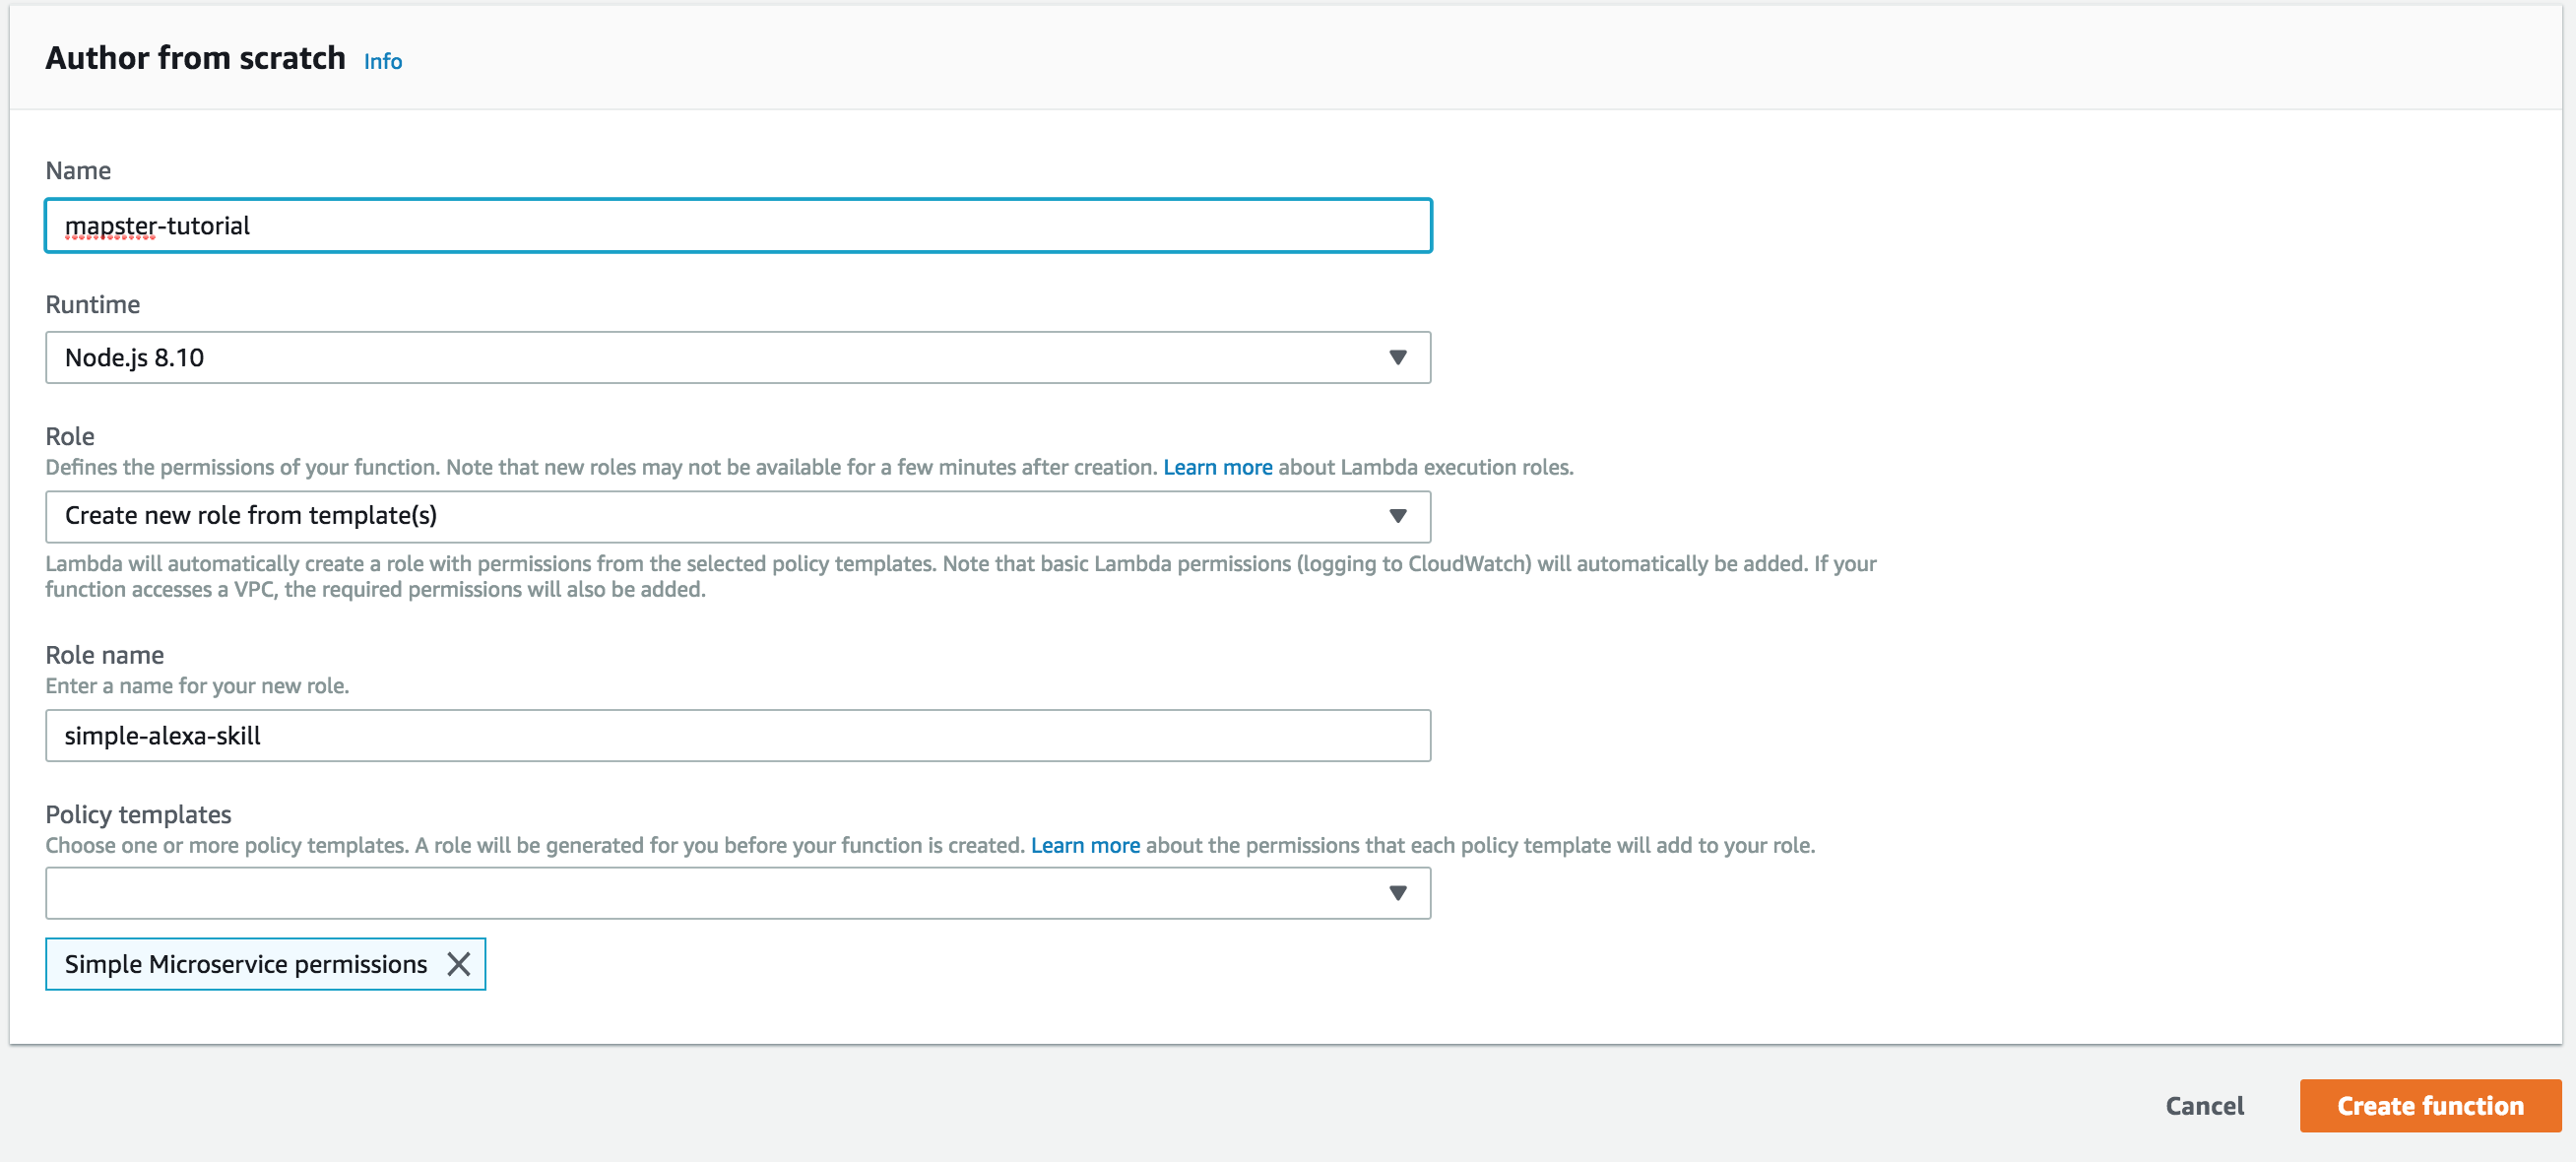 Author from scratch Info
Name
mapster-tutorial
Runtime
Node.js 8.10
Role
Defines the permissions of your function. Note that new roles may not be available for a few minutes after creation. Learn more about Lambda execution roles.
Create new role from template(s)
Lambda will automatically create a role with permissions from the selected policy templates. Note that basic Lambda permissions (logging to CloudWatch) will automatically be added. If your
function accesses a VPC, the required permissions will also be added.
Role name
Enter a name for your new role.
simple-alexa-skill
Policy templates
Choose one or more policy templates. A role will be generated for you before your function is created. Learn more about the permissions that each policy template will add to your role.
Simple Microservice permissions
Cancel Create function